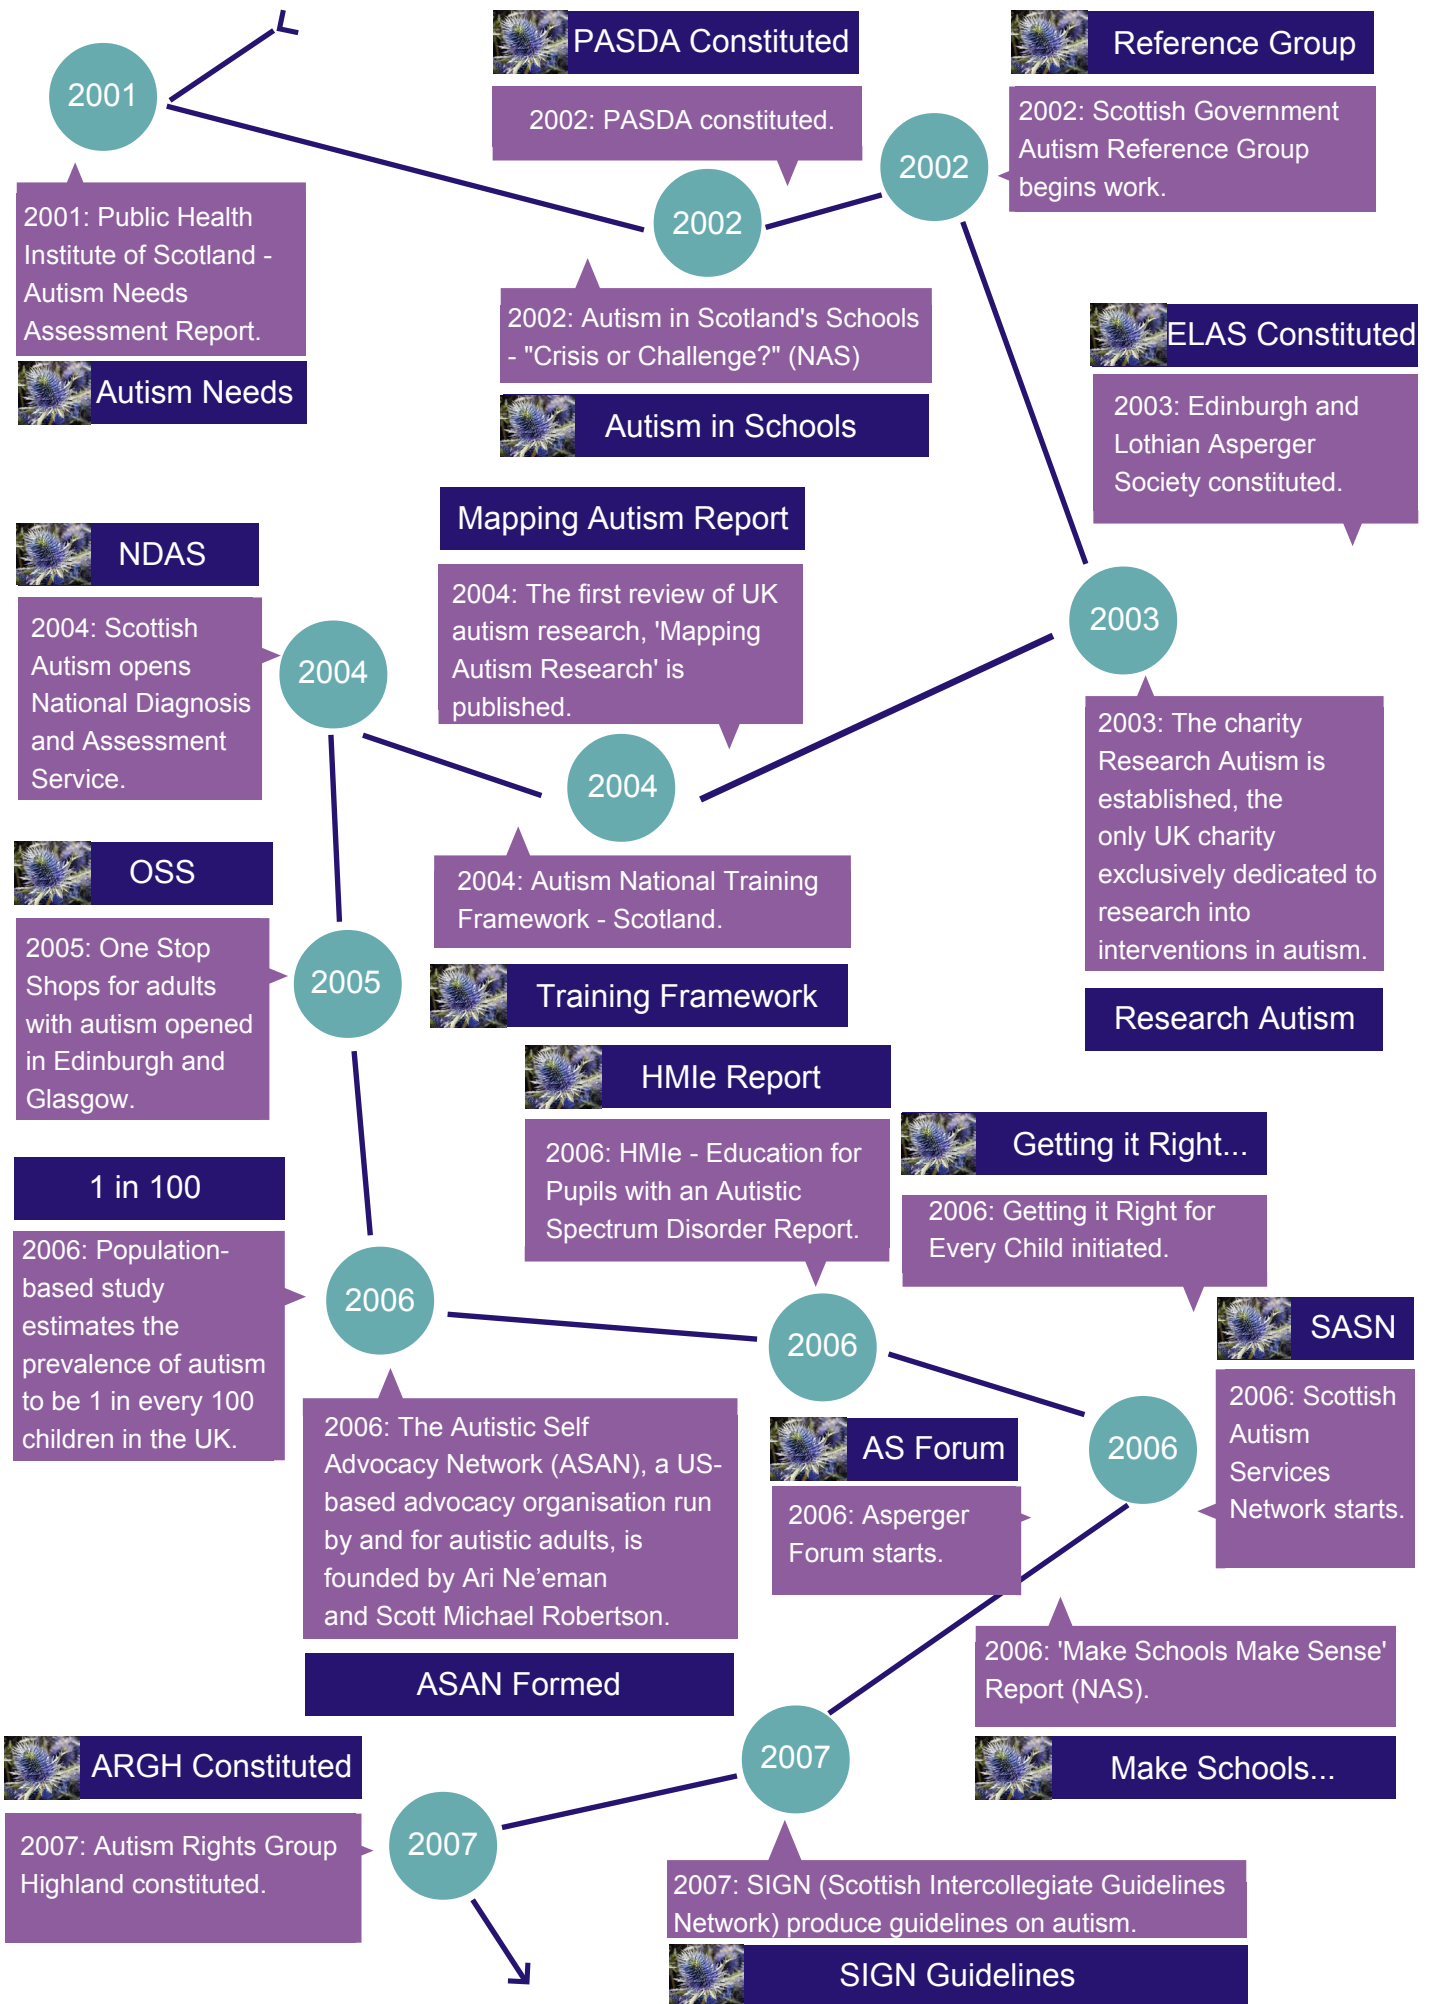 2001
2001: Public Health
Institute of Scotland -
Autism Needs
Assessment Report.
Autism Needs
PASDA Constituted
2002: PASDA constituted.
2002
2002: Autism in Scotland's Schools
- "Crisis or Challenge?" (NAS)
Autism in Schools
Reference Group
2002: Scottish Government
Autism Reference Group
begins work.
2002
ELAS Constituted
2003: Edinburgh and
Lothian Asperger
Society constituted.
2003
2003: The charity
Research Autism is
established, the
only UK charity
exclusively dedicated to
research into
interventions in autism.
Research Autism
Mapping Autism Report
2004: The first review of UK
autism research, 'Mapping
Autism Research' is
published.
2004
2004: Autism National Training
Framework - Scotland.
Training Framework
NDAS
2004: Scottish
Autism opens
National Diagnosis
and Assessment
Service.
2004
OSS
2005: One Stop
Shops for adults
with autism opened
in Edinburgh and
Glasgow.
2005
1 in 100
2006: Population-
based study
estimates the
prevalence of autism
to be 1 in every 100
children in the UK.
2006
2006: The Autistic Self
Advocacy Network (ASAN), a US-
based advocacy organisation run
by and for autistic adults, is
founded by Ari Ne’eman
and Scott Michael Robertson.
ASAN Formed
HMIe Report
2006: HMIe - Education for
Pupils with an Autistic
Spectrum Disorder Report.
2006
Getting it Right...
2006: Getting it Right for
Every Child initiated.
SASN
2006: Scottish
Autism
Services
Network starts.
2006
AS Forum
2006: Asperger
Forum starts.
2006: 'Make Schools Make Sense'
Report (NAS).
Make Schools...
2007
2007: SIGN (Scottish Intercollegiate Guidelines
Network) produce guidelines on autism.
SIGN Guidelines
ARGH Constituted
2007: Autism Rights Group
Highland constituted.
2007